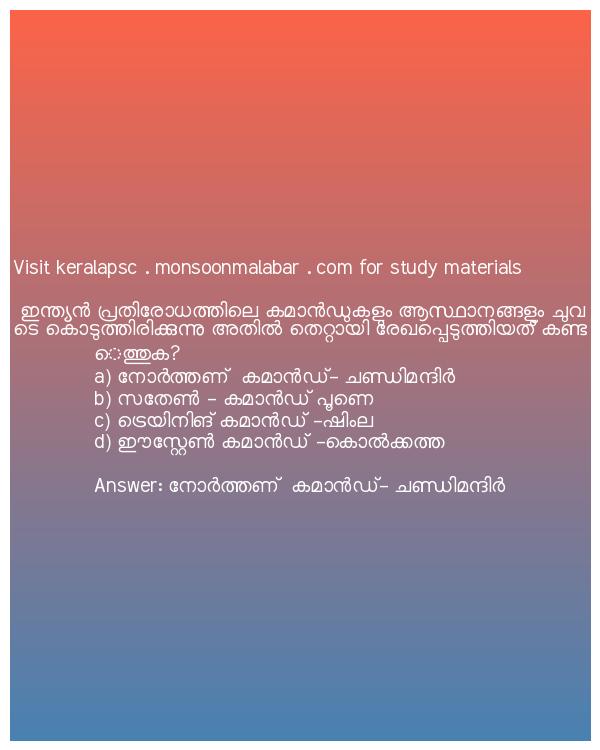 Visit keralapsc . monsoonmalabar . com for study materials
ഇന്ത്യൻ പ്രതിരോധത്തിലെ കമാൻഡുകളും ആസ്ഥാനങ്ങളും ചുവ
ടെ കൊടുത്തിരിക്കുന്നു അതിൽ തെറ്റായി രേഖപ്പെടുത്തിയത് കണ്ട
െത്തുക?
a) നോർത്തണ് കമാൻഡ്- ചണ്ഡിമന്ദിർ
b) സതേൺ - കമാൻഡ് പൂണെ
c) ട്രെയിനിങ് കമാൻഡ് -ഷിംല
d) ഈസ്റ്റേൺ കമാൻഡ് -കൊൽക്കത്ത
Answer: നോർത്തണ് കമാൻഡ്- ചണ്ഡിമന്ദിർ